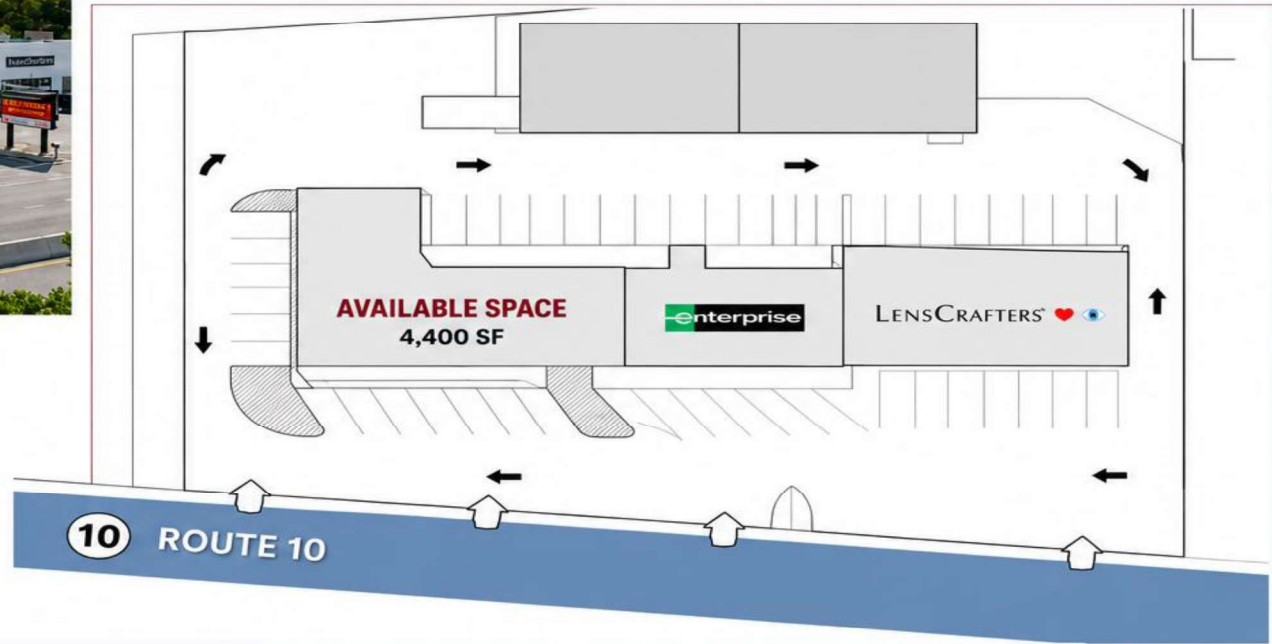 AVAILABLE SPACE
4,400 SF
enterprise
LENSCRAFTERS
10 ROUTE 10